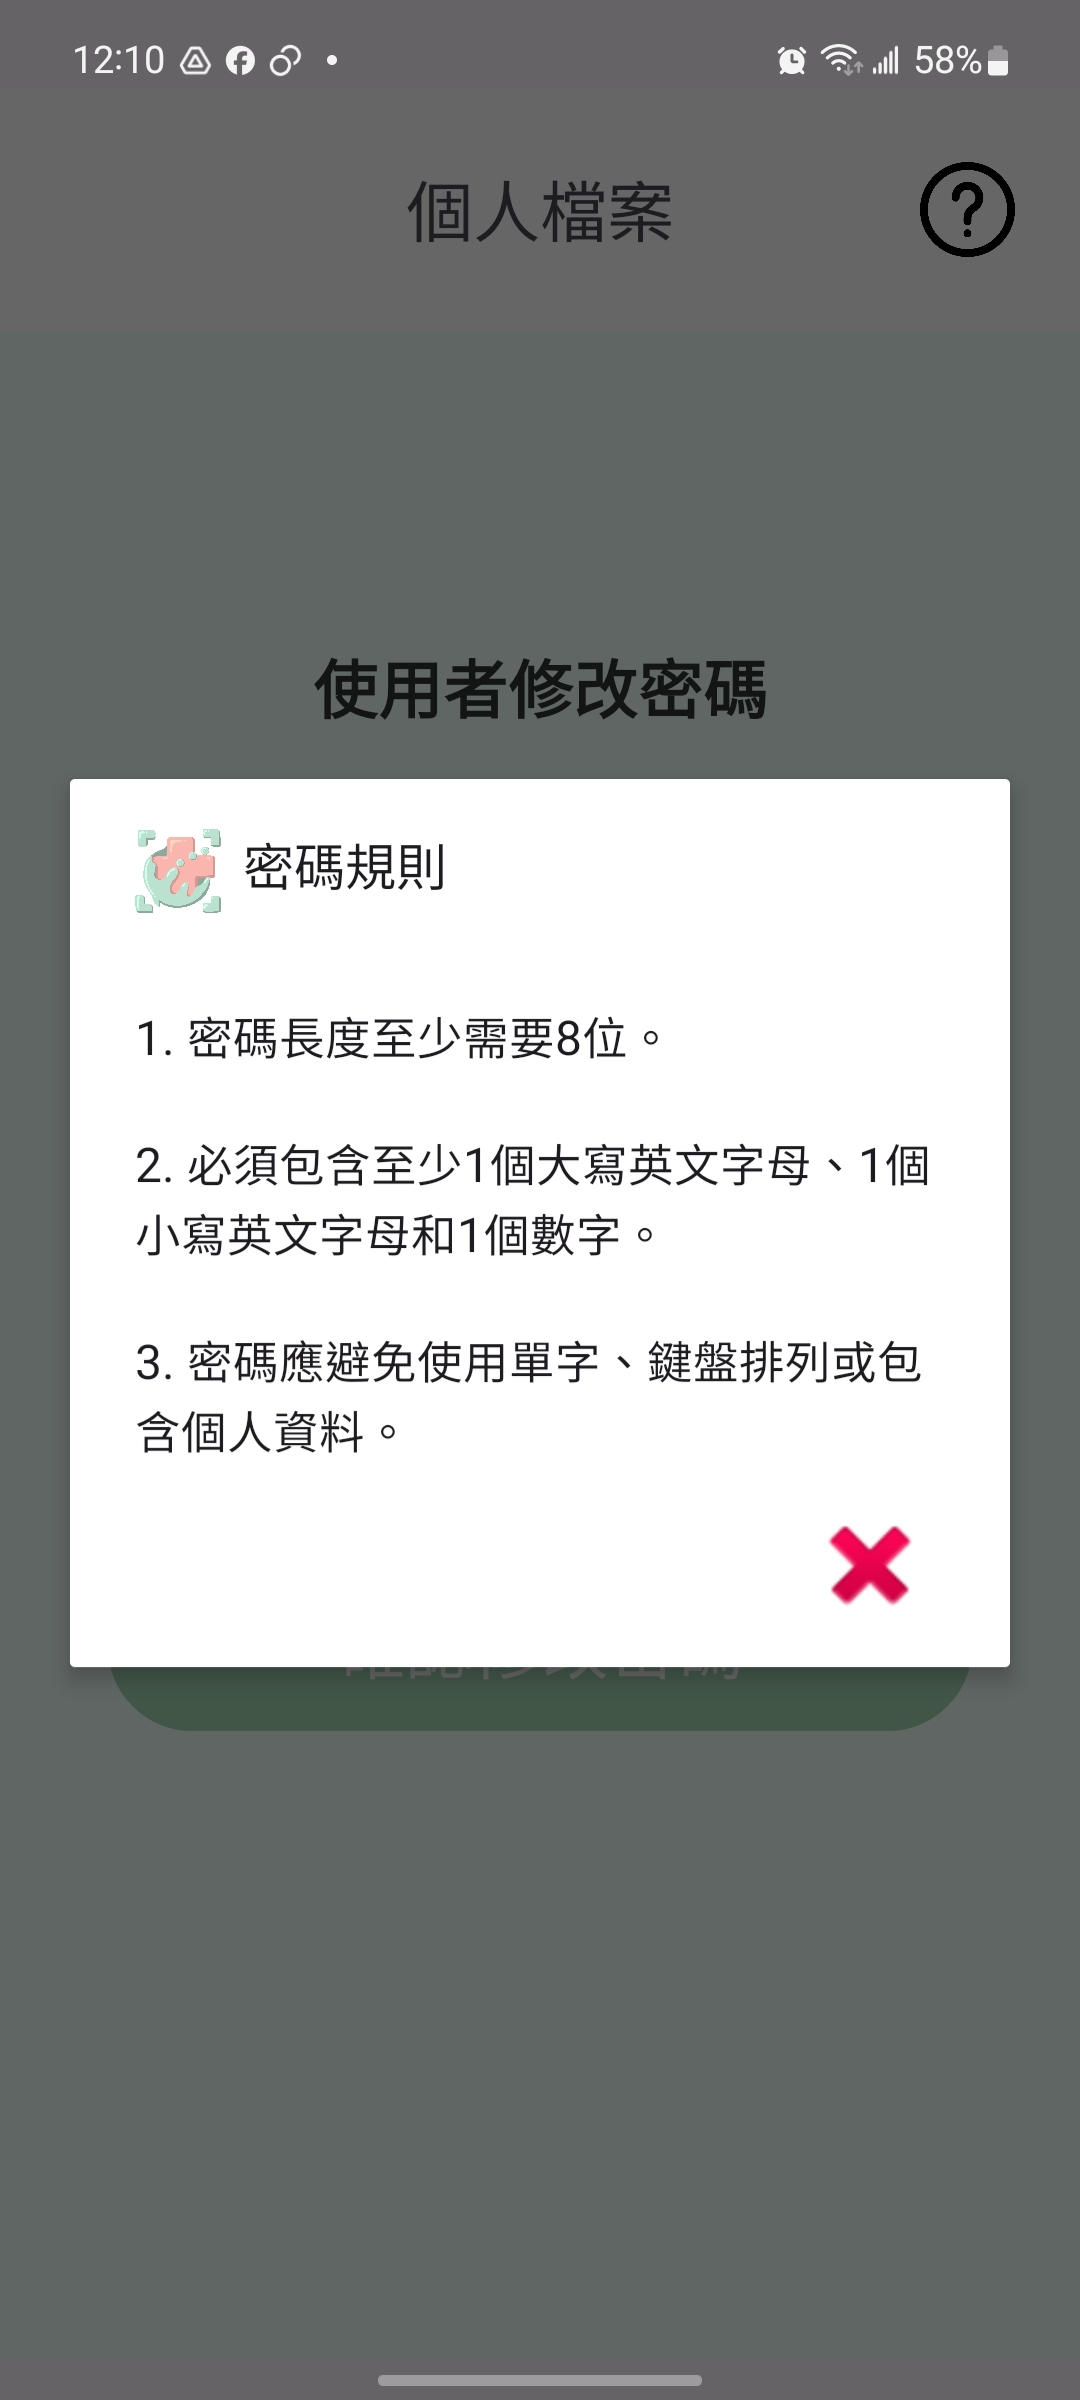 12:10
58%
個人檔案
使用者修改密碼
密碼規則
1. 密碼長度至少需要8位。
2. 必須包含至少1個大寫英文字母、1個
小寫英文字母和1個數字。
3. 密碼應避免使用單字、鍵盤排列或包
含個人資料。